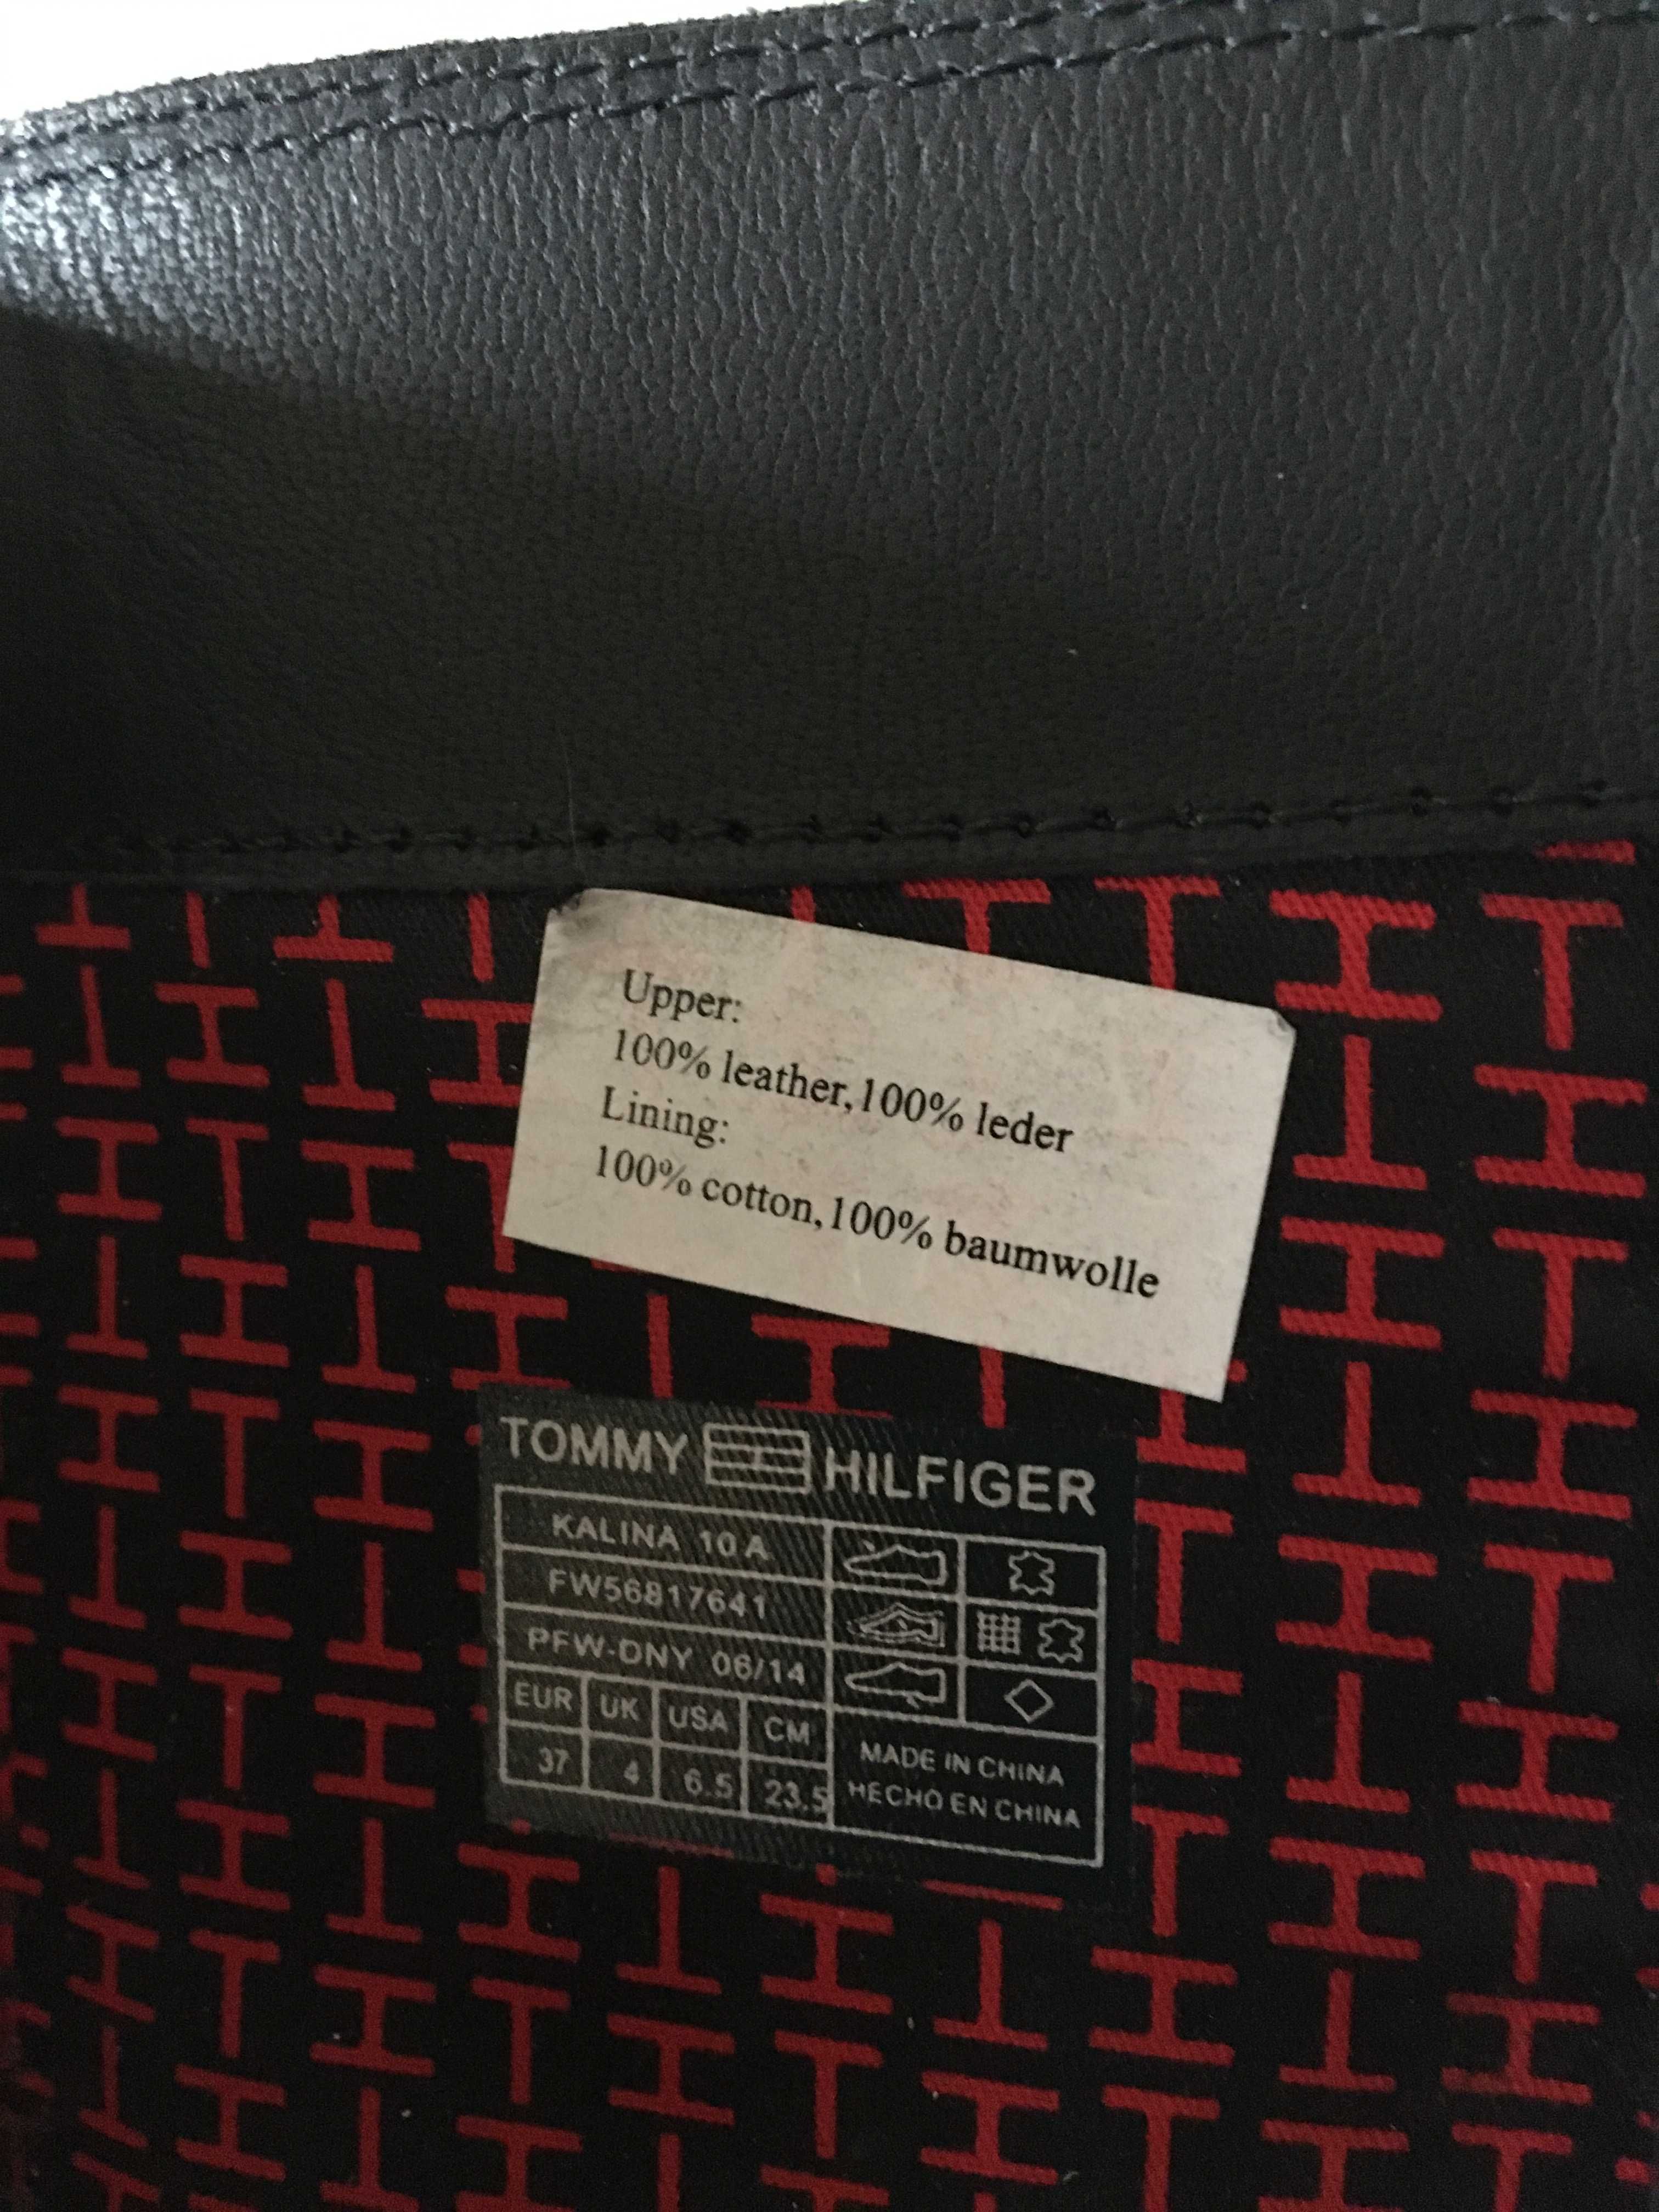 Upper:
100% leather, 100% leder
Lining:
100% cotton, 100% baumwolle
TOMMY HILFIGER
KALINA 10 A
FW56817641
PFW-DNY 06/14
EUR UK USA CM
37 4 6.5 23.5
MADE IN CHINA
HECHO EN CHINA